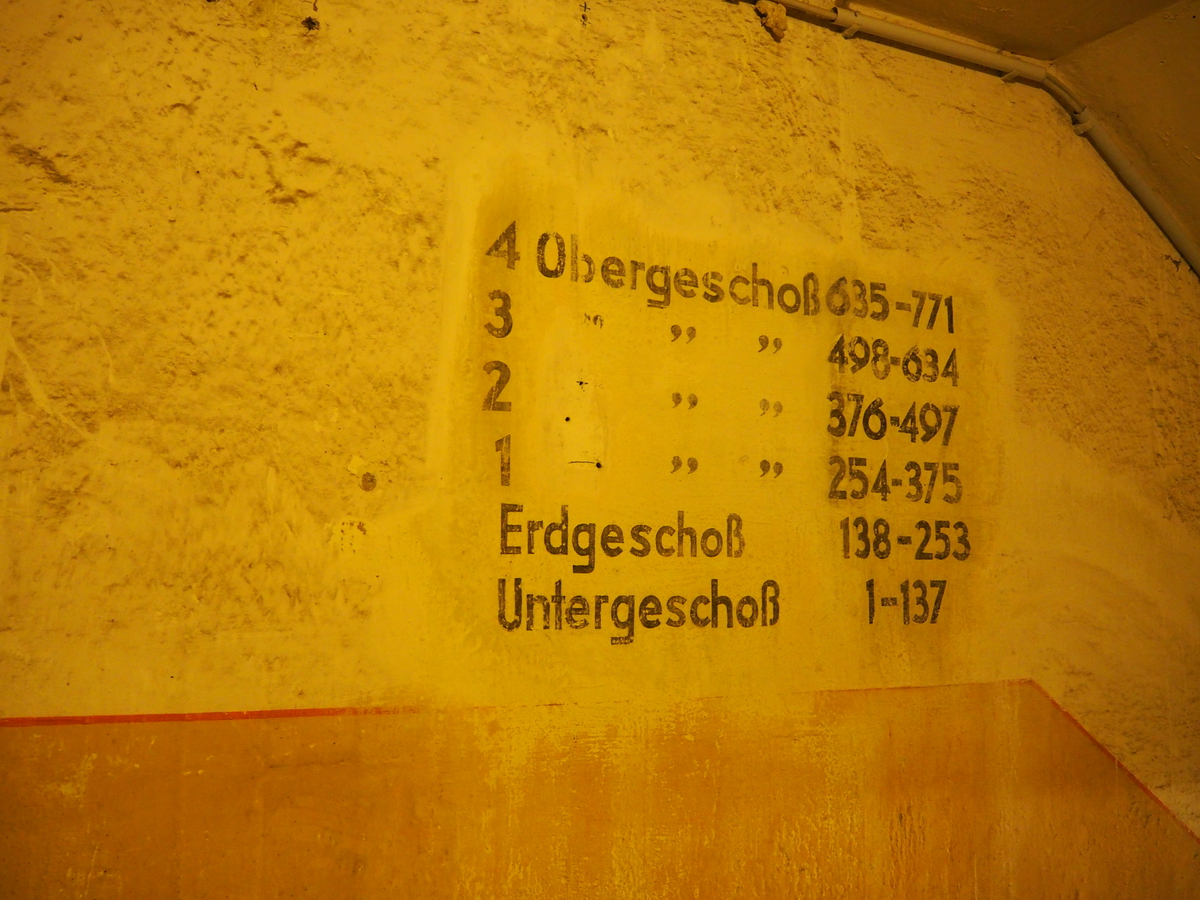 4 Obergeschoß 635-771
3 " " " 498-634
2 " " 376-497
1 " " 254-375
Erdgeschoß 138-253
Untergeschoß 1-137